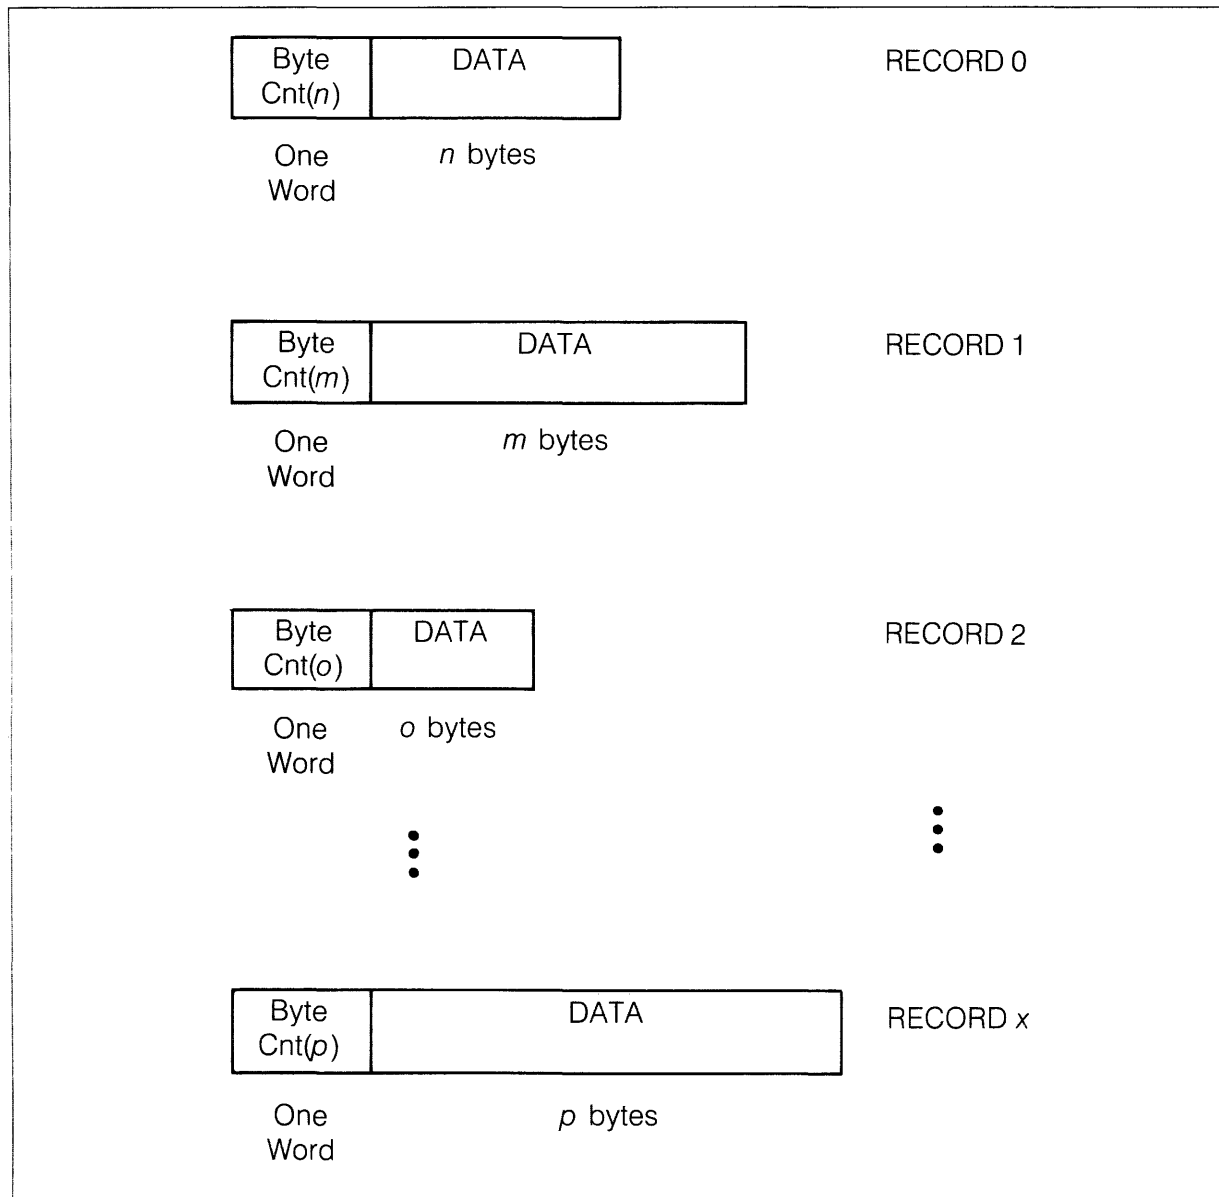 Byte DATA RECORD 0
Cnt(n)
One n bytes
Word
Byte DATA RECORD 1
Cnt(m)
One m bytes
Word
Byte DATA RECORD 2
Cnt(o)
One o bytes
Word
Byte DATA RECORD x
Cnt(p)
One p bytes
Word